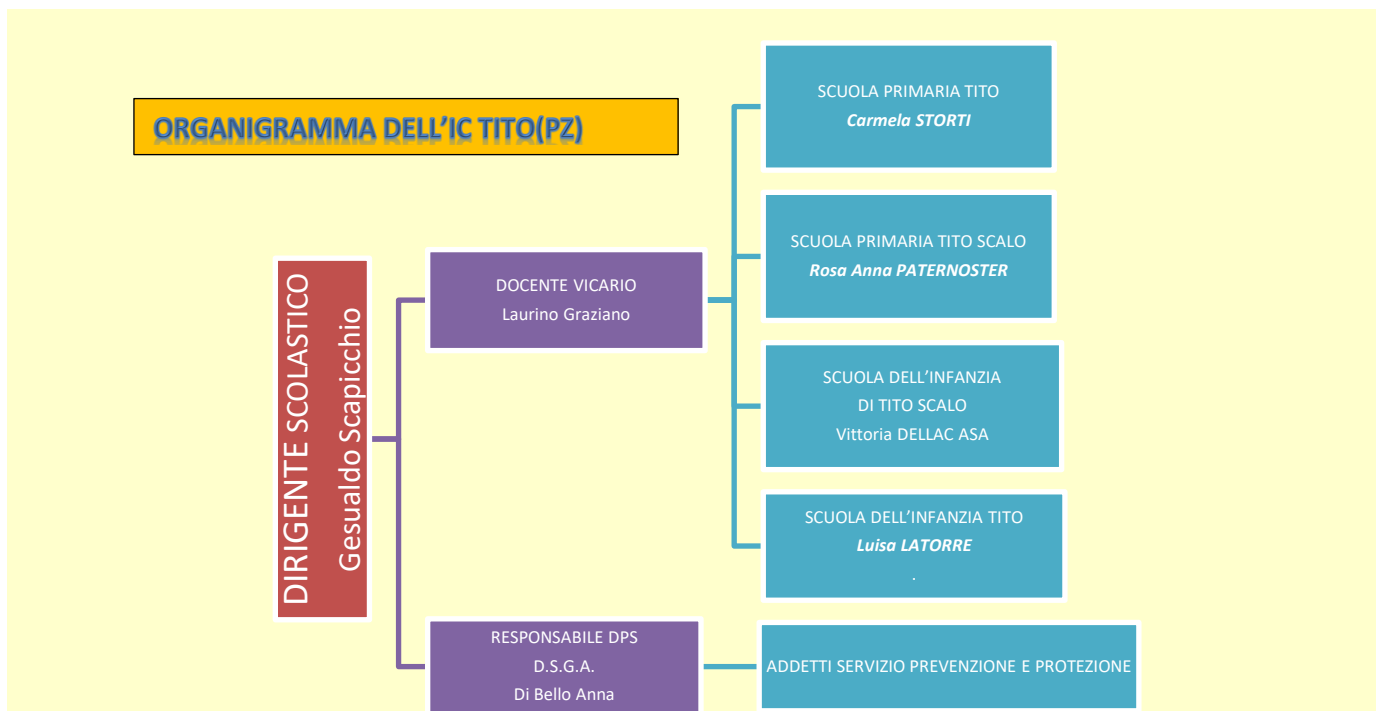 ORGANIGRAMMA DELL’IC TITO(PZ)
DIRIGENTE SCOLASTICO
Gesualdo Scapicchio
DOCENTE VICARIO
Laurino Graziano
SCUOLA PRIMARIA TITO
Carmela STORTI
SCUOLA PRIMARIA TITO SCALO
Rosa Anna PATERNOSTER
SCUOLA DELL’INFANZIA
DI TITO SCALO
Vittoria DELLAC ASA
SCUOLA DELL’INFANZIA TITO
Luisa LATORRE
.
RESPONSABILE DPS
D.S.G.A.
Di Bello Anna
ADDETTI SERVIZIO PREVENZIONE E PROTEZIONE